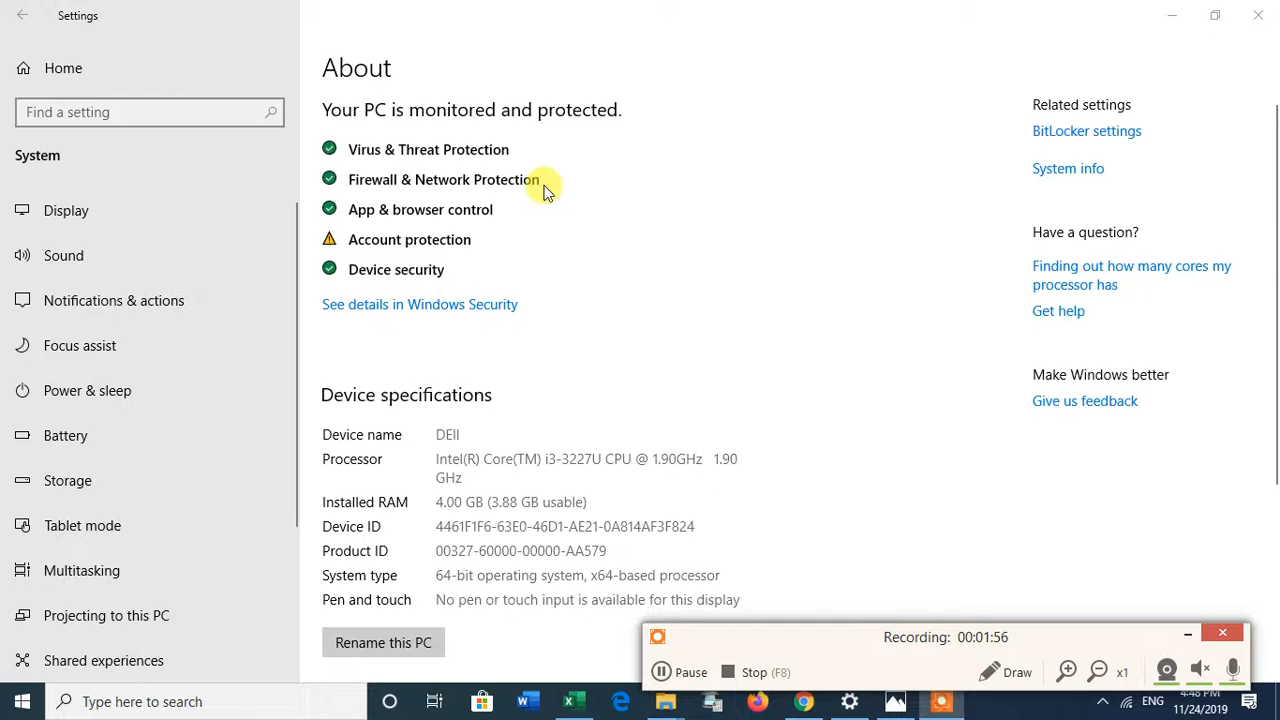 Settings
Home
Find a setting
System
Display
Sound
Notifications & actions
Focus assist
Power & sleep
Battery
Storage
Tablet mode
Multitasking
Projecting to this PC
Shared experiences
About
Your PC is monitored and protected.
Virus & Threat Protection
Firewall & Network Protection
App & browser control
Account protection
Device security
See details in Windows Security
Device specifications
Device name DEll
Processor Intel(R) Core(TM) i3-3227U CPU @ 1.90GHz 1.90
GHz
Installed RAM 4.00 GB (3.88 GB usable)
Device ID 4461F1F6-63E0-46D1-AE21-0A814AF3F824
Product ID 00327-60000-00000-AA579
System type 64-bit operating system, x64-based processor
Pen and touch No pen or touch input is available for this display
Rename this PC
Related settings
BitLocker settings
System info
Have a question?
Finding out how many cores my
processor has
Get help
Make Windows better
Give us feedback
Recording: 00:01:56
Pause Stop (F8) Draw x1
Type here to search
ENG
4:48 PM
11/24/2019